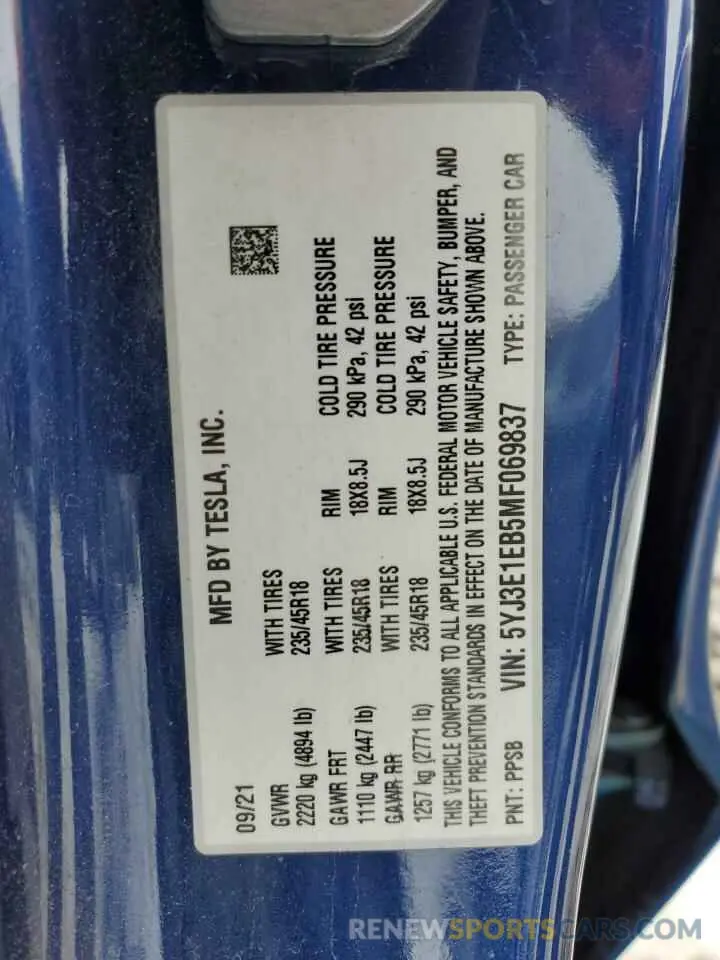 MFD BY TESLA, INC.
09/21
GVWR WITH TIRES
2220 kg (4894 lb) 235/45R18
GAWR FRT WITH TIRES RIM COLD TIRE PRESSURE
1110 kg (2447 lb) 235/45R18 18X8.5J 290 kPa, 42 psi
GAWR RR WITH TIRES RIM COLD TIRE PRESSURE
1257 kg (2771 lb) 235/45R18 18X8.5J 290 kPa, 42 psi
THIS VEHICLE CONFORMS TO ALL APPLICABLE U.S. FEDERAL MOTOR VEHICLE SAFETY, BUMPER, AND
THEFT PREVENTION STANDARDS IN EFFECT ON THE DATE OF MANUFACTURE SHOWN ABOVE.
PNT: PPSB VIN: 5YJ3E1EB5MF069837 TYPE: PASSENGER CAR
RENEWSPORTSCARS.COM